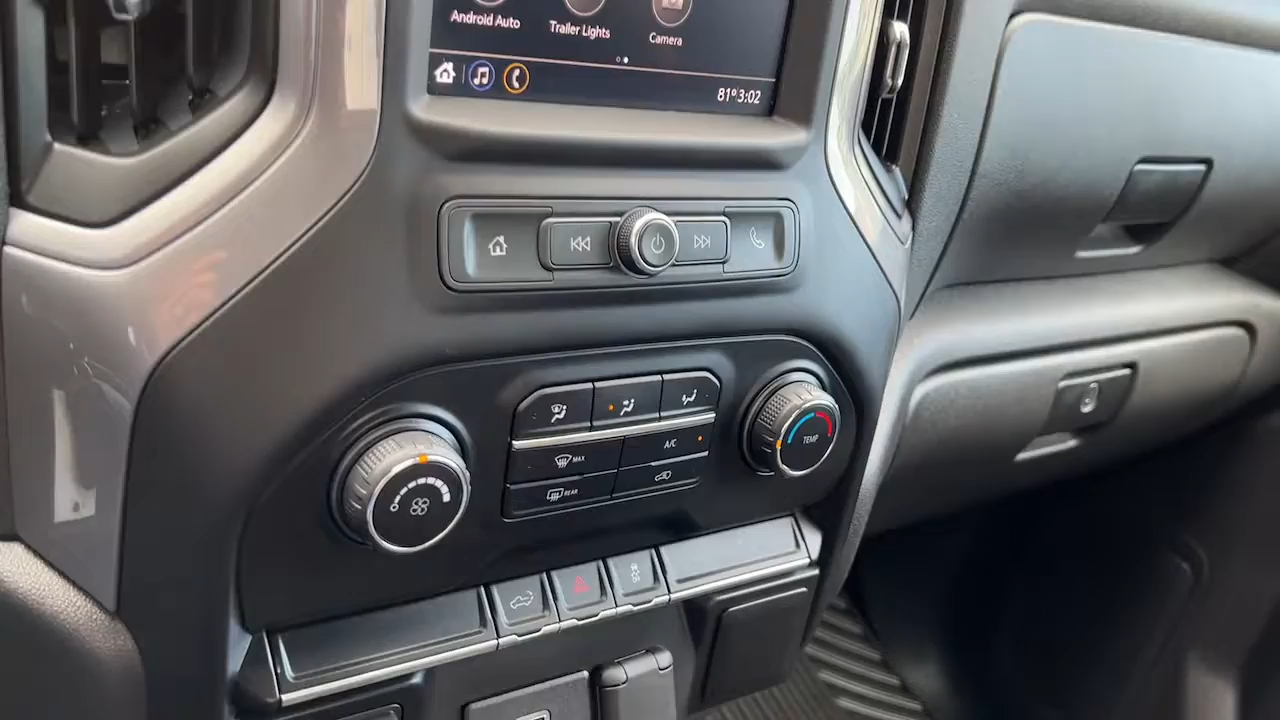 Android Auto
Trailer Lights
Camera
81° 3:02
A/C
MAX
REAR
TEMP